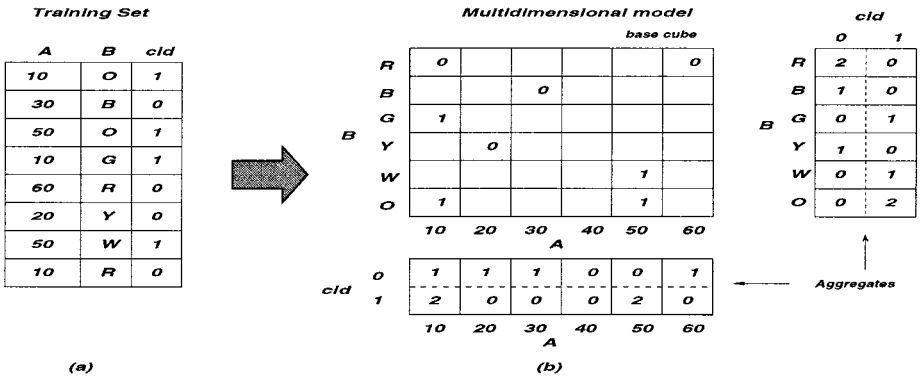 Training Set
A B cid
10 O 1
30 B 0
50 O 1
10 G 1
60 R 0
20 Y 0
50 W 1
10 R 0
(a)
Multidimensional model
base cube
R 0 0
B 0
G 1
B
Y 0
W 1
O 1 1
10 20 30 40 50 60
A
0 1 1 1 0 0 1
cid
1 2 0 0 0 2 0
10 20 30 40 50 60
A
(b)
cid
0 1
R 2 0
B 1 0
G 0 1
B
Y 1 0
W 0 1
O 0 2
Aggregates